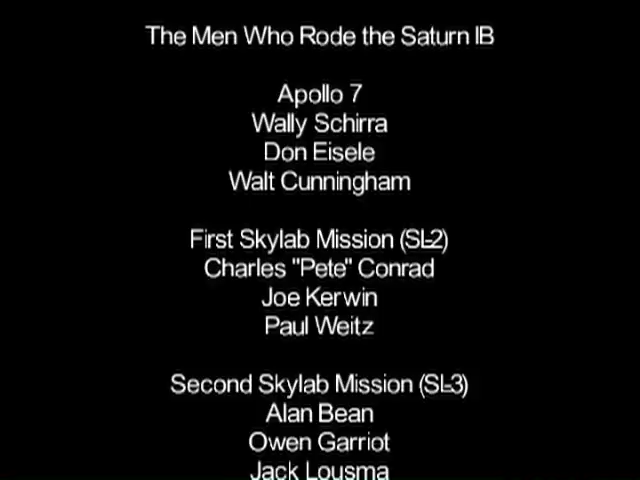 The Men Who Rode the Saturn IB
Apollo 7
Wally Schirra
Don Eisele
Walt Cunningham
First Skylab Mission (SL-2)
Charles "Pete" Conrad
Joe Kerwin
Paul Weitz
Second Skylab Mission (SL-3)
Alan Bean
Owen Garriot
Jack Lousma